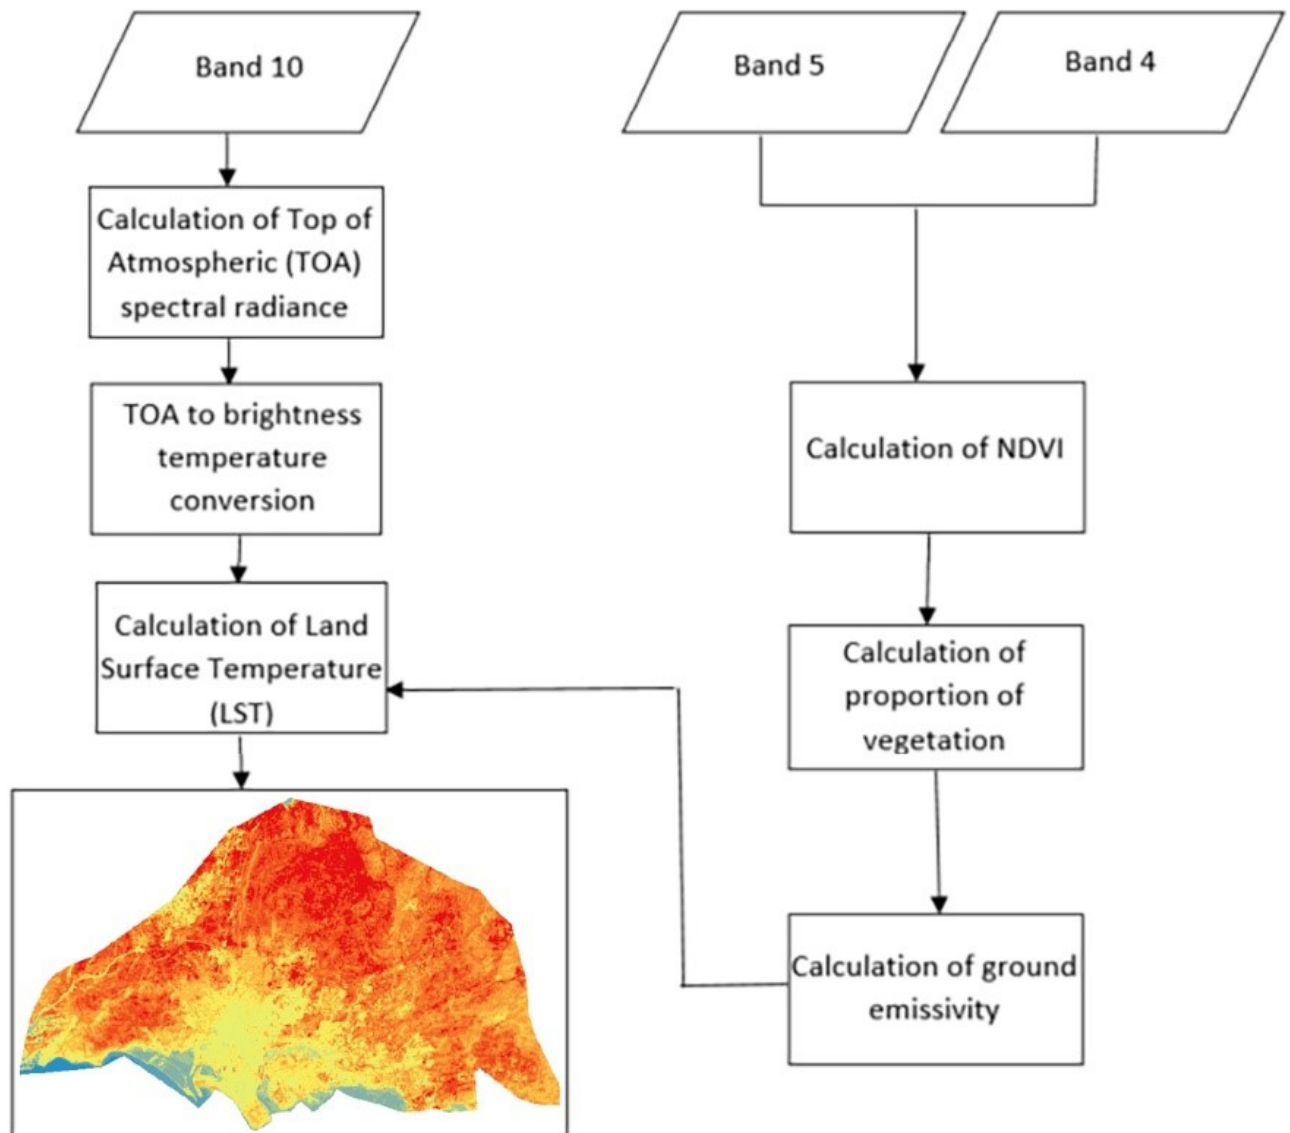 Band 10
Band 5
Band 4
Calculation of Top of
Atmospheric (TOA)
spectral radiance
TOA to brightness
temperature
conversion
Calculation of NDVI
Calculation of Land
Surface Temperature
(LST)
Calculation of
proportion of
vegetation
Calculation of ground
emissivity